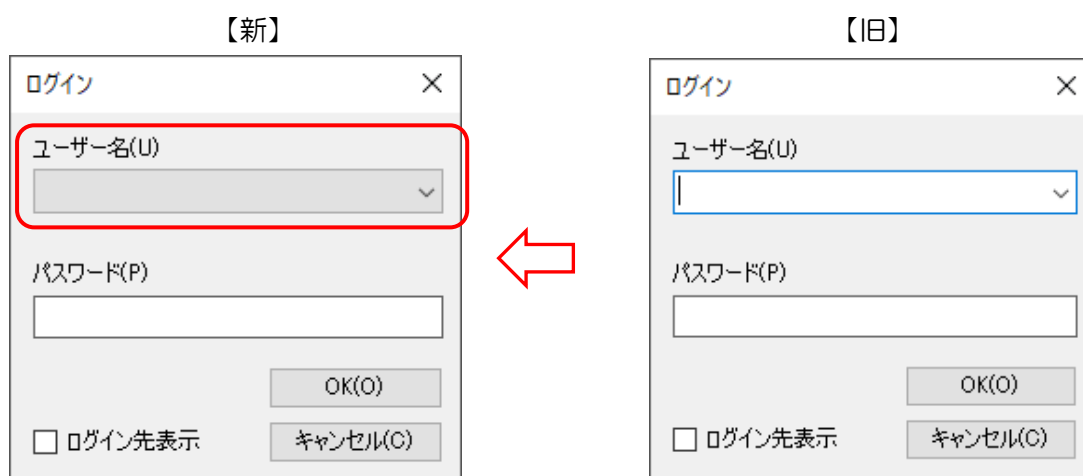 【新】
ログイン
ユーザー名(U)
パスワード(P)
OK(O)
ログイン先表示
キャンセル(C)
【旧】
ログイン
ユーザー名(U)
パスワード(P)
OK(O)
ログイン先表示
キャンセル(C)